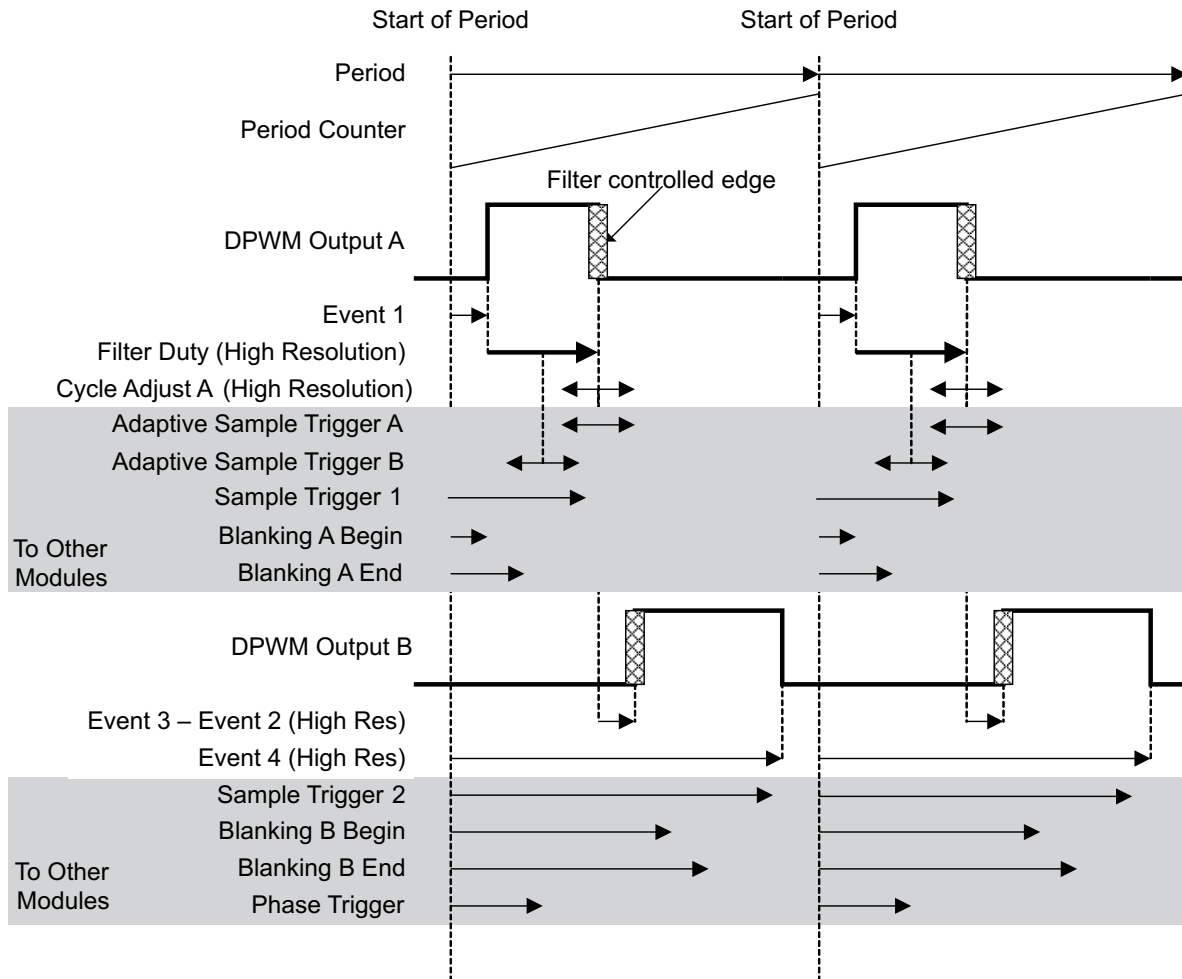 Start of Period
Start of Period
Period
Period Counter
Filter controlled edge
DPWM Output A
Event 1
Filter Duty (High Resolution)
Cycle Adjust A (High Resolution)
Adaptive Sample Trigger A
Adaptive Sample Trigger B
Sample Trigger 1
Blanking A Begin
Blanking A End
To Other
Modules
DPWM Output B
Event 3 – Event 2 (High Res)
Event 4 (High Res)
Sample Trigger 2
Blanking B Begin
Blanking B End
Phase Trigger
To Other
Modules